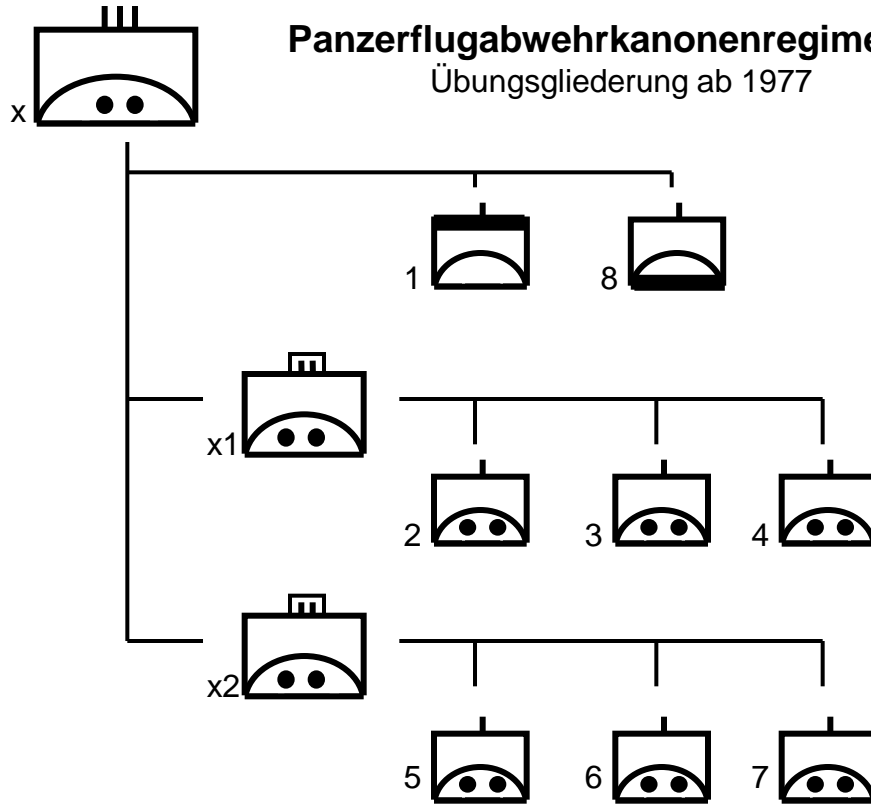 Panzerflugabwehrkanonenregime
Übungsgliederung ab 1977
x
1 8
x1
2 3 4
x2
5 6 7